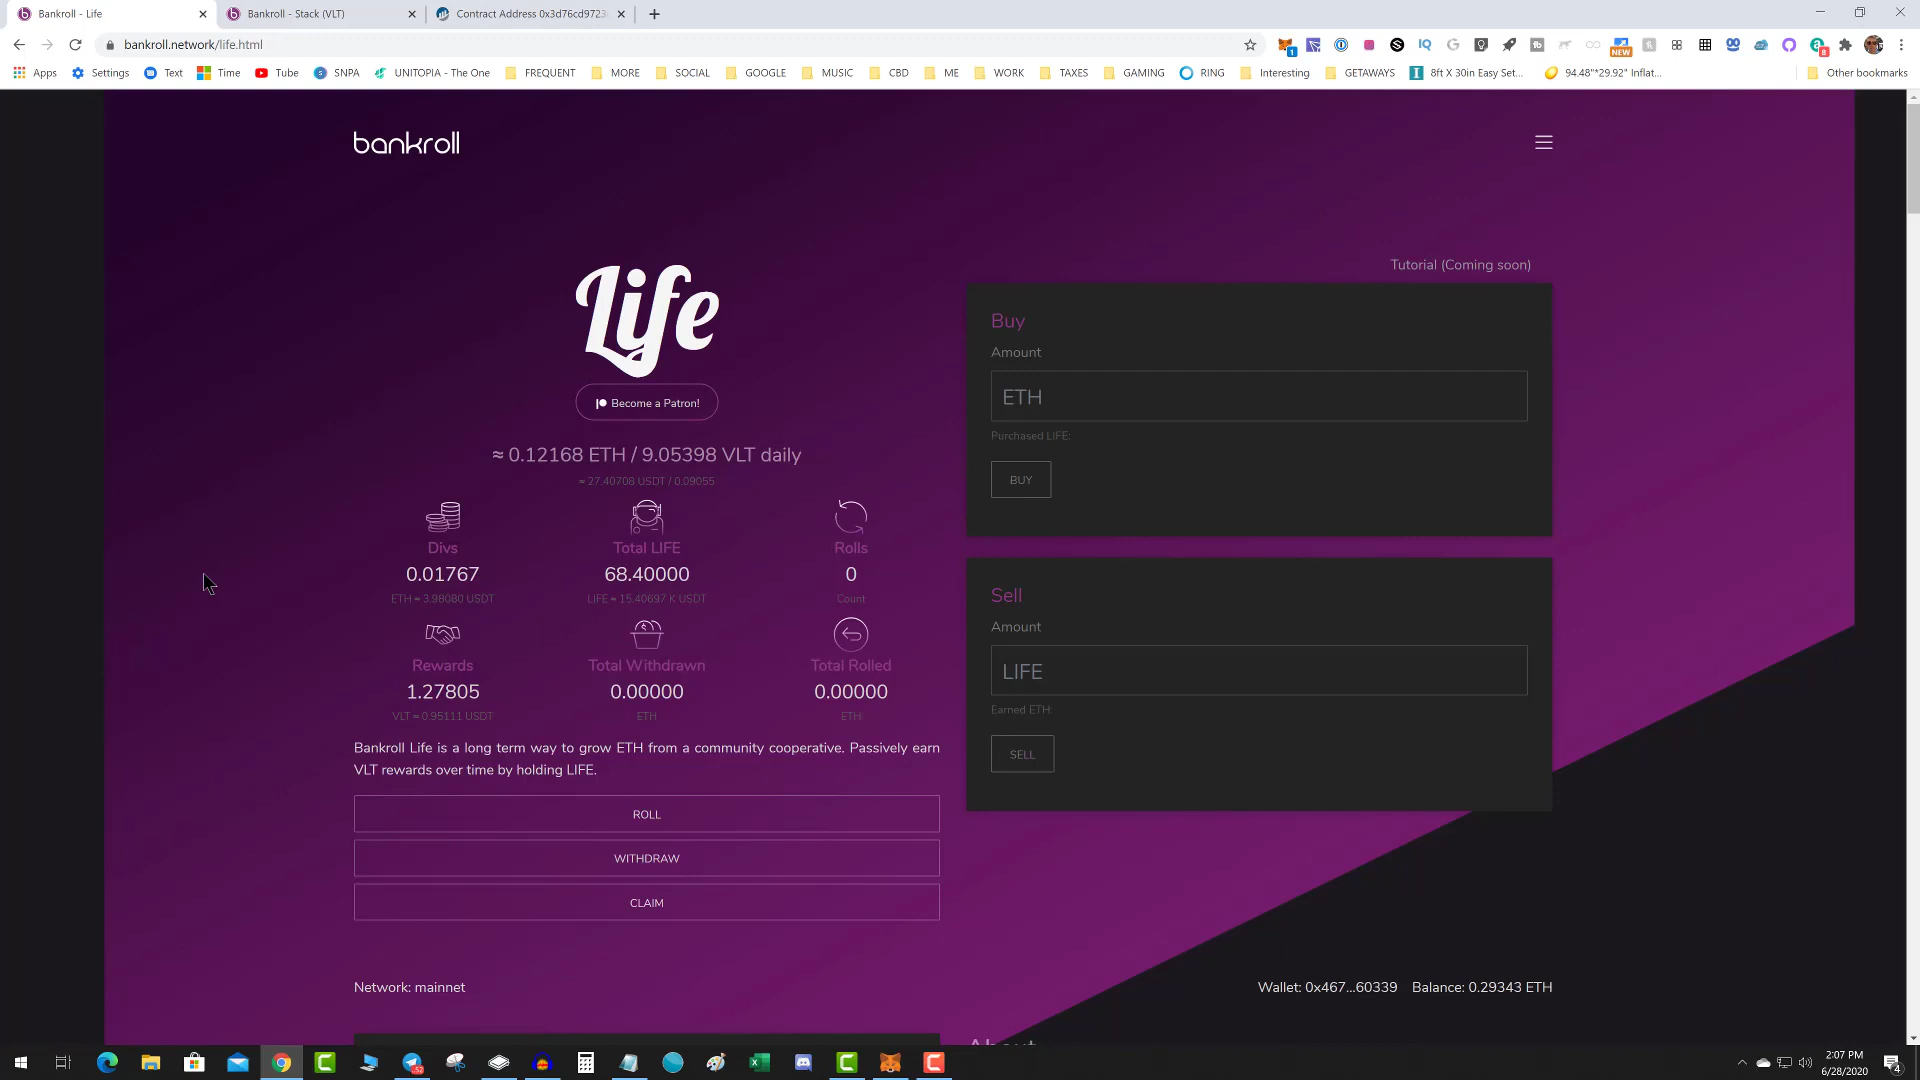 Bankroll - Life
Bankroll - Stack (VLT)
Contract Address 0x3d76cd9723
bankroll.network/life.html
Apps
Settings
Text
Time
Tube
SNPA
UNITOPIA - The One
FREQUENT
MORE
SOCIAL
GOOGLE
MUSIC
CBD
ME
WORK
TAXES
GAMING
RING
Interesting
GETAWAYS
8ft X 30in Easy Set...
94.48"*29.92" Inflat...
Other bookmarks
bankroll
Tutorial (Coming soon)
Life
Become a Patron!
≈ 0.12168 ETH / 9.05398 VLT daily
≈ 27.40708 USDT / 0.09055
Divs
0.01767
ETH ≈ 3.98080 USDT
Total LIFE
68.40000
LIFE ≈ 15.40697 K USDT
Rolls
0
Count
Rewards
1.27805
VLT ≈ 0.95111 USDT
Total Withdrawn
0.00000
ETH
Total Rolled
0.00000
ETH
Bankroll Life is a long term way to grow ETH from a community cooperative. Passively earn
VLT rewards over time by holding LIFE.
ROLL
WITHDRAW
CLAIM
Buy
Amount
ETH
Purchased LIFE:
BUY
Sell
Amount
LIFE
Earned ETH:
SELL
Network: mainnet
Wallet: 0x467...60339
Balance: 0.29343 ETH
About
2:07 PM
6/28/2020